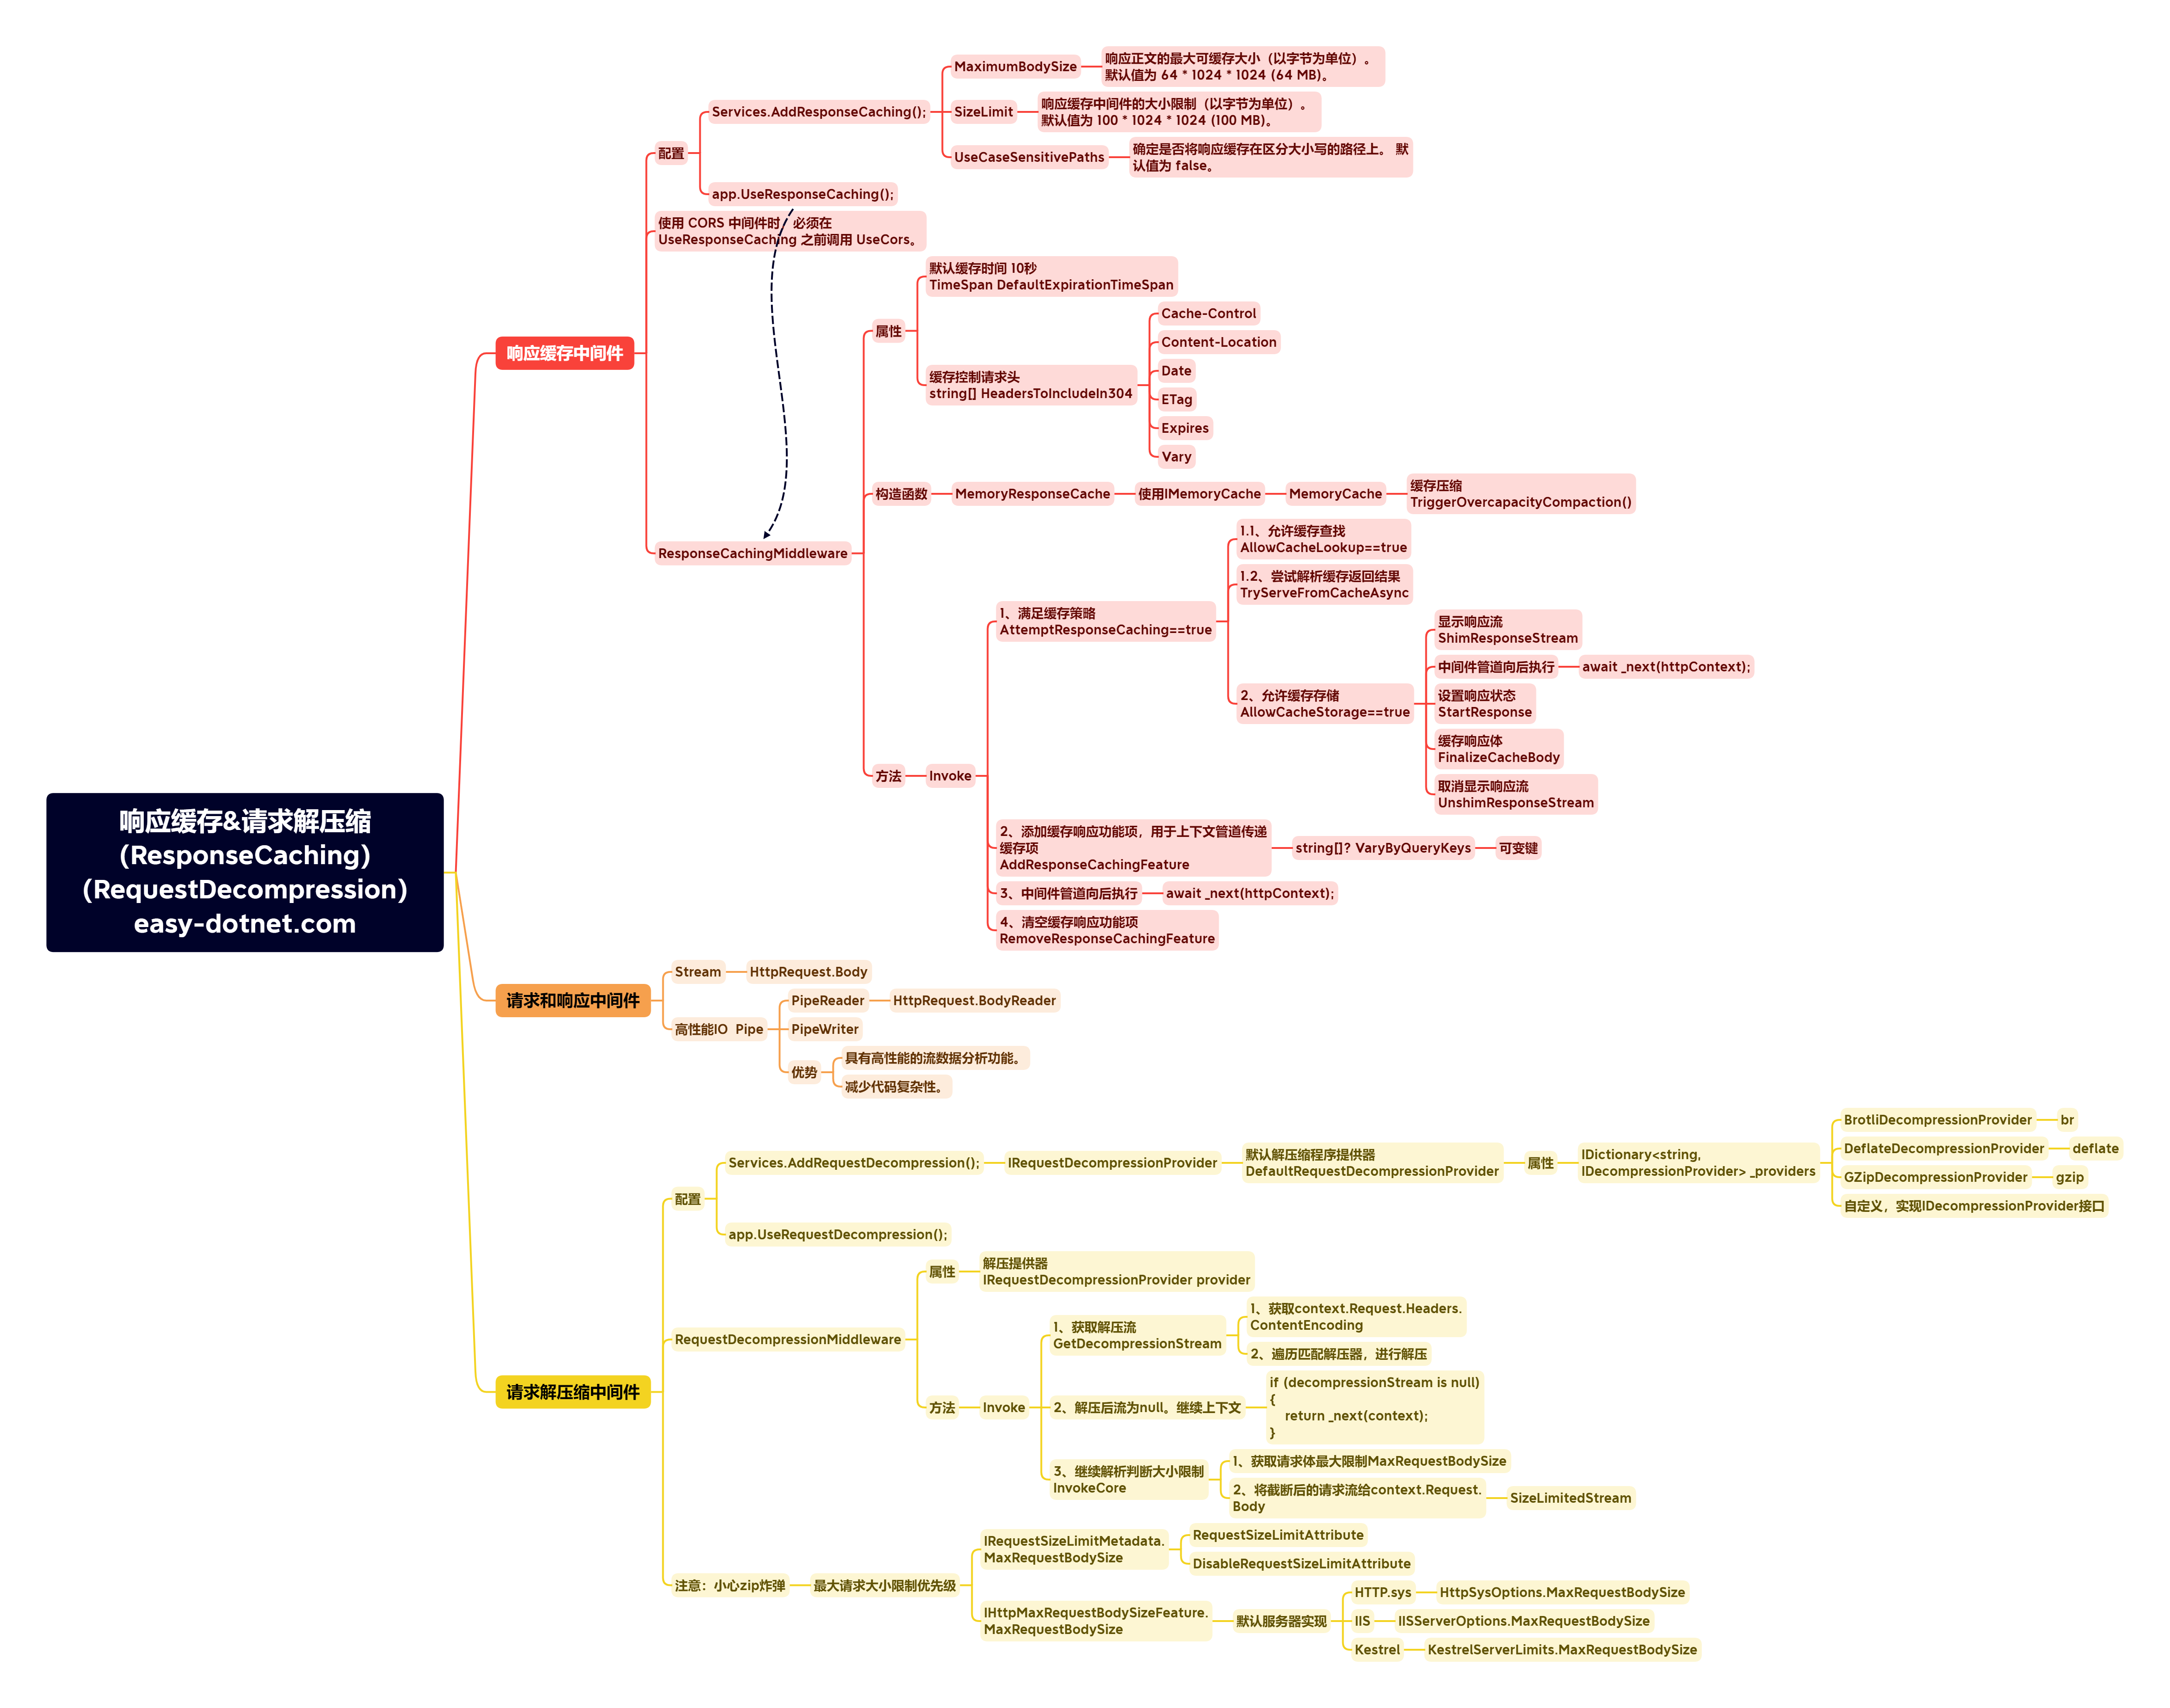 响应缓存&请求解压缩
(ResponseCaching)
(RequestDecompression)
easy-dotnet.com
响应缓存中间件
配置
Services.AddResponseCaching();
MaximumBodySize
响应正文的最大可缓存大小（以字节为单位）。
默认值为 64 * 1024 * 1024 (64 MB)。
SizeLimit
响应缓存中间件的大小限制（以字节为单位）。
默认值为 100 * 1024 * 1024 (100 MB)。
UseCaseSensitivePaths
确定是否将响应缓存在区分大小写的路径上。 默
认值为 false。
app.UseResponseCaching();
使用 CORS 中间件时，必须在
UseResponseCaching 之前调用 UseCors。
ResponseCachingMiddleware
属性
默认缓存时间 10秒
TimeSpan DefaultExpirationTimeSpan
缓存控制请求头
string[] HeadersToIncludeIn304
Cache-Control
Content-Location
Date
ETag
Expires
Vary
构造函数
MemoryResponseCache
使用IMemoryCache
MemoryCache
缓存压缩
TriggerOvercapacityCompaction()
方法
Invoke
1、满足缓存策略
AttemptResponseCaching==true
1.1、允许缓存查找
AllowCacheLookup==true
1.2、尝试解析缓存返回结果
TryServeFromCacheAsync
2、允许缓存存储
AllowCacheStorage==true
显示响应流
ShimResponseStream
中间件管道向后执行
await _next(httpContext);
设置响应状态
StartResponse
缓存响应体
FinalizeCacheBody
取消显示响应流
UnshimResponseStream
2、添加缓存响应功能项，用于上下文管道传递
缓存项
AddResponseCachingFeature
string[]? VaryByQueryKeys
可变键
3、中间件管道向后执行
await _next(httpContext);
4、清空缓存响应功能项
RemoveResponseCachingFeature
请求和响应中间件
Stream
HttpRequest.Body
高性能IO  Pipe
PipeReader
HttpRequest.BodyReader
PipeWriter
优势
具有高性能的流数据分析功能。
减少代码复杂性。
请求解压缩中间件
配置
Services.AddRequestDecompression();
IRequestDecompressionProvider
默认解压缩程序提供器
DefaultRequestDecompressionProvider
属性
IDictionary<string,
IDecompressionProvider> _providers
BrotliDecompressionProvider
br
DeflateDecompressionProvider
deflate
GZipDecompressionProvider
gzip
自定义，实现IDecompressionProvider接口
app.UseRequestDecompression();
RequestDecompressionMiddleware
属性
解压提供器
IRequestDecompressionProvider provider
方法
Invoke
1、获取解压流
GetDecompressionStream
1、获取context.Request.Headers.
ContentEncoding
2、遍历匹配解压器，进行解压
2、解压后流为null。继续上下文
if (decompressionStream is null)
{
    return _next(context);
}
3、继续解析判断大小限制
InvokeCore
1、获取请求体最大限制MaxRequestBodySize
2、将截断后的请求流给context.Request.
Body
SizeLimitedStream
注意：小心zip炸弹
最大请求大小限制优先级
IRequestSizeLimitMetadata.
MaxRequestBodySize
RequestSizeLimitAttribute
DisableRequestSizeLimitAttribute
IHttpMaxRequestBodySizeFeature.
MaxRequestBodySize
默认服务器实现
HTTP.sys
HttpSysOptions.MaxRequestBodySize
IIS
IISServerOptions.MaxRequestBodySize
Kestrel
KestrelServerLimits.MaxRequestBodySize